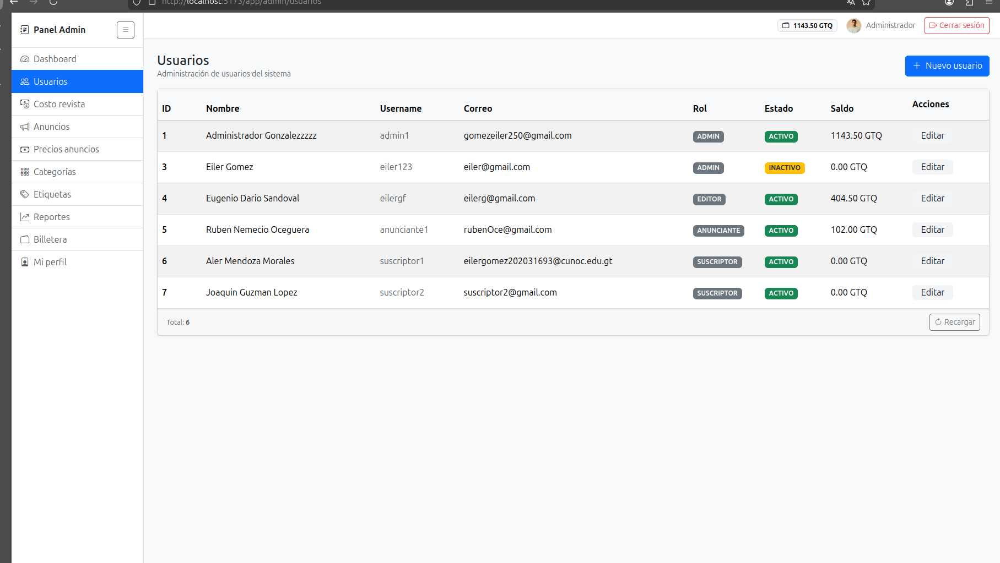 http://localhost:5173/app/admin/usuarios
Panel Admin
1143.50 GTQ
Administrador
Cerrar sesión
Dashboard
Usuarios
Costo revista
Anuncios
Precios anuncios
Categorías
Etiquetas
Reportes
Billetera
Mi perfil
Usuarios
Administración de usuarios del sistema
Nuevo usuario
ID Nombre Username Correo Rol Estado Saldo Acciones
1 Administrador Gonzalezzzzz admin1 gomezeiler250@gmail.com ADMIN ACTIVO 1143.50 GTQ Editar
3 Eiler Gomez eiler123 eiler@gmail.com ADMIN INACTIVO 0.00 GTQ Editar
4 Eugenio Dario Sandoval eilergf eilerg@gmail.com EDITOR ACTIVO 404.50 GTQ Editar
5 Ruben Nemecio Oceguera anunciante1 rubenOce@gmail.com ANUNCIANTE ACTIVO 102.00 GTQ Editar
6 Aler Mendoza Morales suscriptor1 eilergomez202031693@cunoc.edu.gt SUSCRIPTOR ACTIVO 0.00 GTQ Editar
7 Joaquin Guzman Lopez suscriptor2 suscriptor2@gmail.com SUSCRIPTOR ACTIVO 0.00 GTQ Editar
Total: 6
Recargar